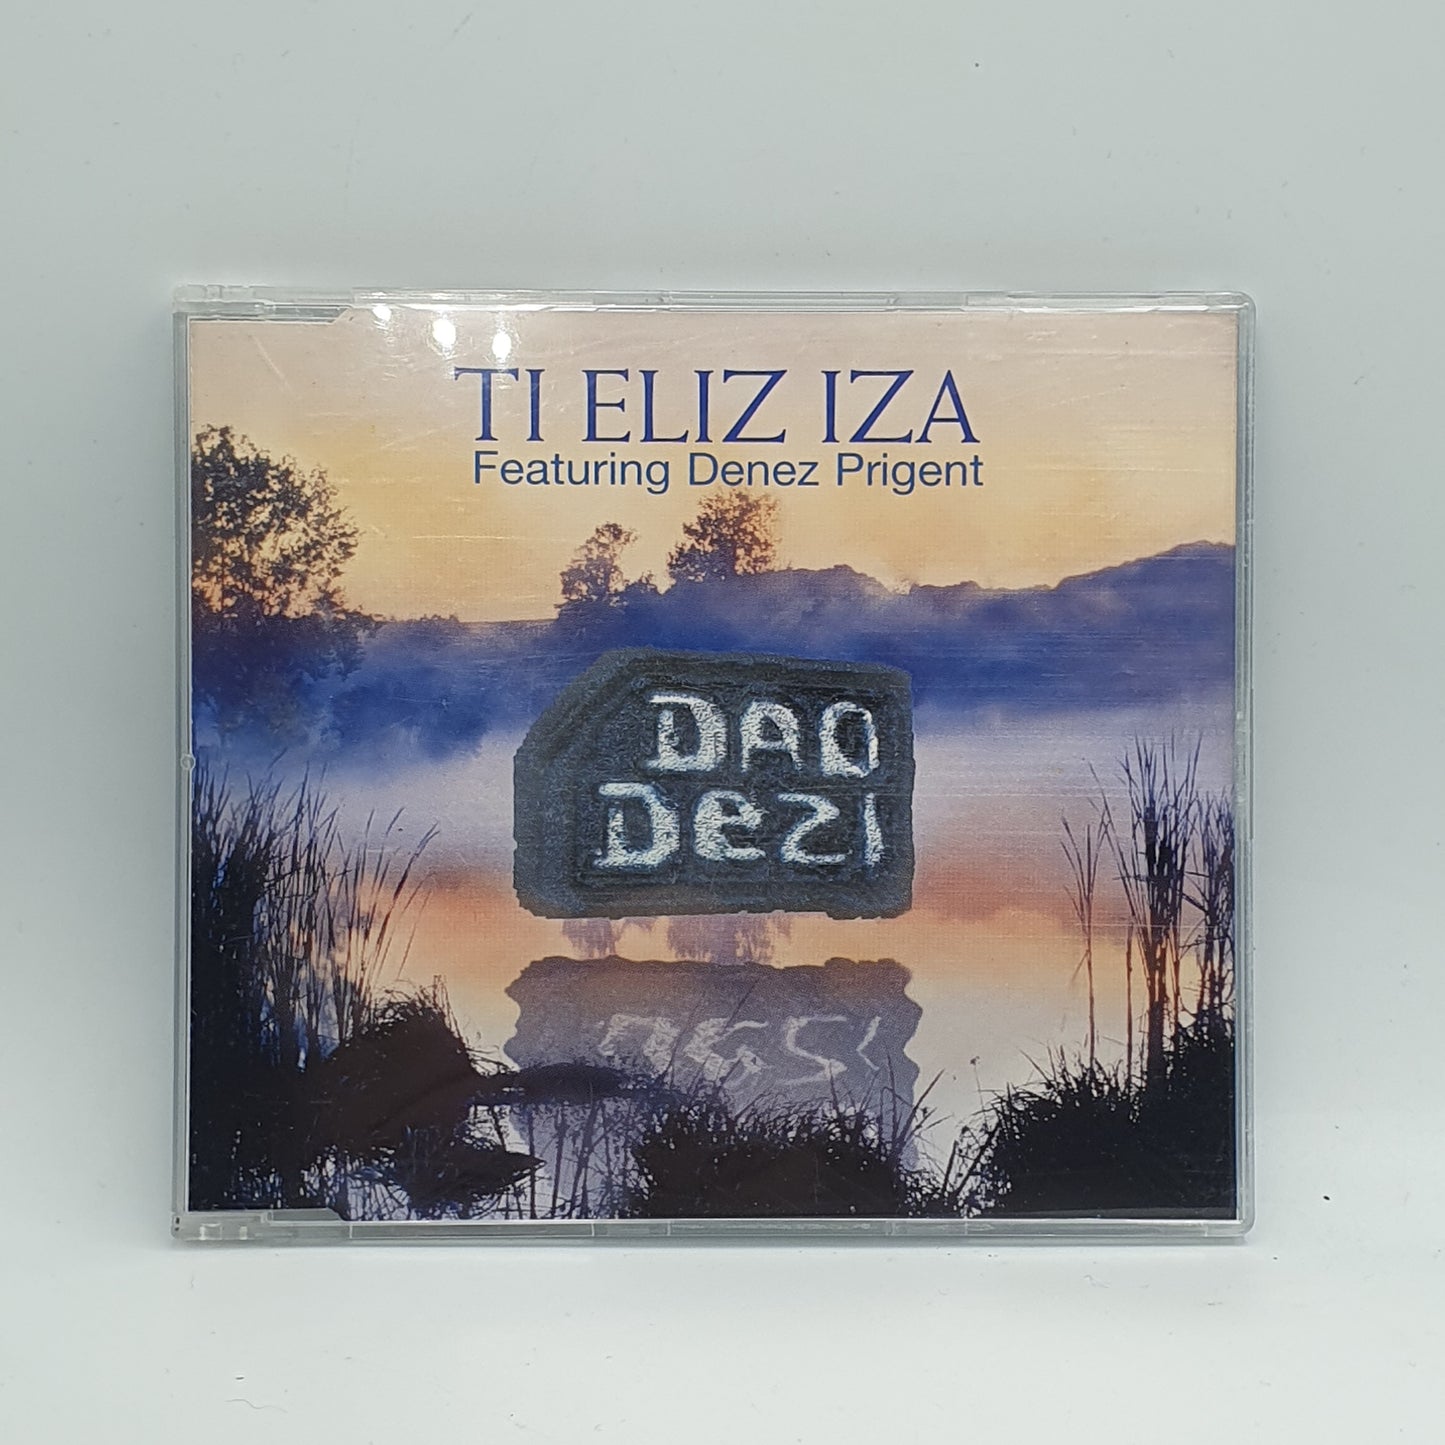 TI ELIZ IZA
Featuring Denez Prigent
DAO
Dezi